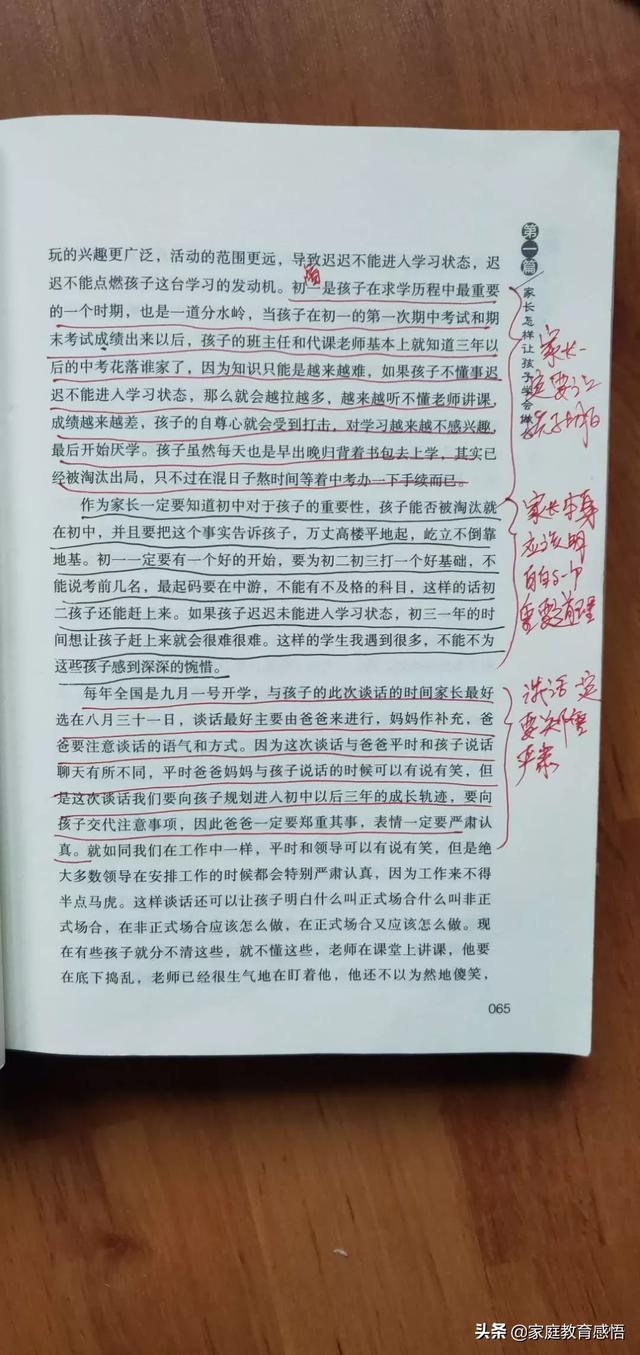 玩的兴趣更广泛，活动的范围更远，导致迟迟不能进入学习状态，迟
迟不能点燃孩子这台学习的发动机。初一是孩子在求学历程中最重要
的一个时期，也是一道分水岭，当孩子在初一的第一次期中考试和期
末考试成绩出来以后，孩子的班主任和代课老师基本上就知道三年以
后的中考花落谁家了，因为知识只能是越来越难，如果孩子不懂事迟
迟不能进入学习状态，那么就会越拉越多，越来越听不懂老师讲课，
成绩越来越差，孩子的自尊心就会受到打击，对学习越来越不感兴趣，
最后开始厌学。孩子虽然每天也是早出晚归背着书包去上学，其实已
经被淘汰出局，只不过在混日子熬时间等着中考办一下手续而已。
作为家长一定要知道初中对于孩子的重要性，孩子能否被淘汰就
在初中，并且要把这个事实告诉孩子，万丈高楼平地起，屹立不倒靠
地基。初一一定要有一个好的开始，要为初二初三打一个好基础，不
能说考前几名，最起码要在中游，不能有不及格的科目，这样的话初
二孩子还能赶上来。如果孩子迟迟未能进入学习状态，初三一年的时
间想让孩子赶上来就会很难很难。这样的学生我遇到很多，不能不为
这些孩子感到深深的惋惜。
每年全国是九月一号开学，与孩子的此次谈话的时间家长最好
选在八月三十一日，谈话最好主要由爸爸来进行，妈妈作补充，爸
爸要注意谈话的语气和方式。因为这次谈话与爸爸平时和孩子说话
聊天有所不同，平时爸爸妈妈与孩子说话的时候可以有说有笑，但
是这次谈话我们要向孩子规划进入初中以后三年的成长轨迹，要向
孩子交代注意事项，因此爸爸一定要郑重其事，表情一定要严肃认
真。就如同我们在工作中一样，平时和领导可以有说有笑，但是绝
大多数领导在安排工作的时候都会特别严肃认真，因为工作来不得
半点马虎。这样谈话还可以让孩子明白什么叫正式场合什么叫非正
式场合，在非正式场合应该怎么做，在正式场合又应该怎么做。现
在有些孩子就分不清这些，就不懂这些，老师在课堂上讲课，他要
在底下捣乱，老师已经很生气地在盯着他，他还不以为然地傻笑，
第一篇
家长怎样让孩子学会做
家长一
定要让
孩子明白
家长本身
应该明
白的一个
重要道理
谈话一定
要
严肃
065
头条 @家庭教育感悟